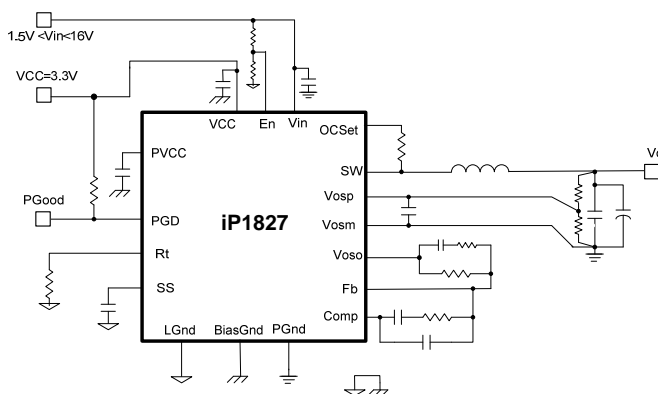 1.5V <Vin<16V
VCC=3.3V
VCC En Vin
OCSet
PVCC
SW
Vosp
PGood
PGD
iP1827
Vosm
Rt
Voso
SS
Fb
Comp
LGnd BiasGnd PGnd